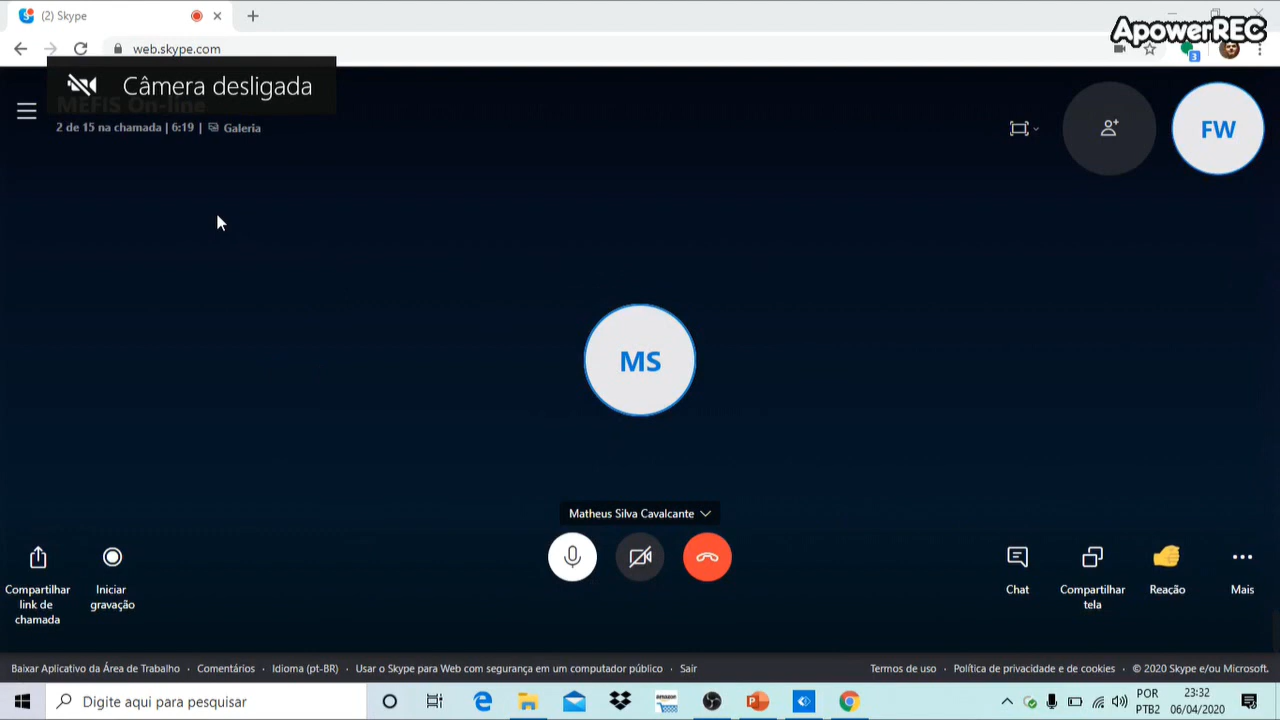 (2) Skype
ApowerREC
web.skype.com
3
Câmera desligada
MEFIS On-line
2 de 15 na chamada | 6:19 | Galeria
FW
MS
Matheus Silva Cavalcante
Compartilhar
link de
chamada
Iniciar
gravação
Chat
Compartilhar
tela
Reação
Mais
Baixar Aplicativo da Área de Trabalho · Comentários · Idioma (pt-BR) · Usar o Skype para Web com segurança em um computador público · Sair
Termos de uso · Política de privacidade e de cookies · © 2020 Skype e/ou Microsoft.
Digite aqui para pesquisar
POR
PTB2
23:32
06/04/2020